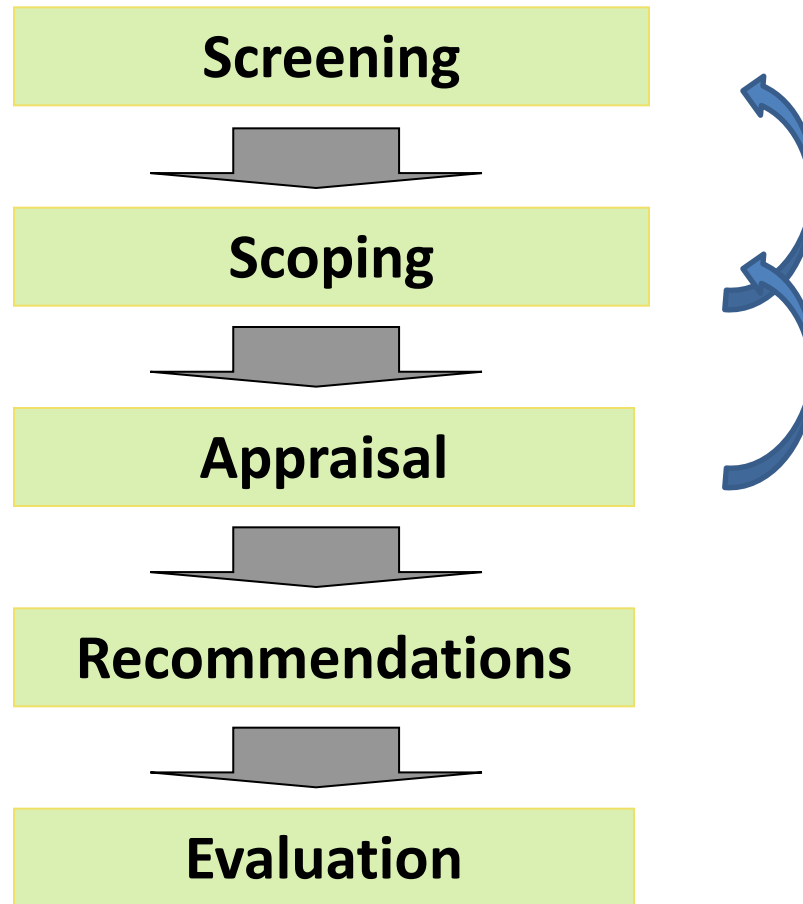 Screening
Scoping
Appraisal
Recommendations
Evaluation